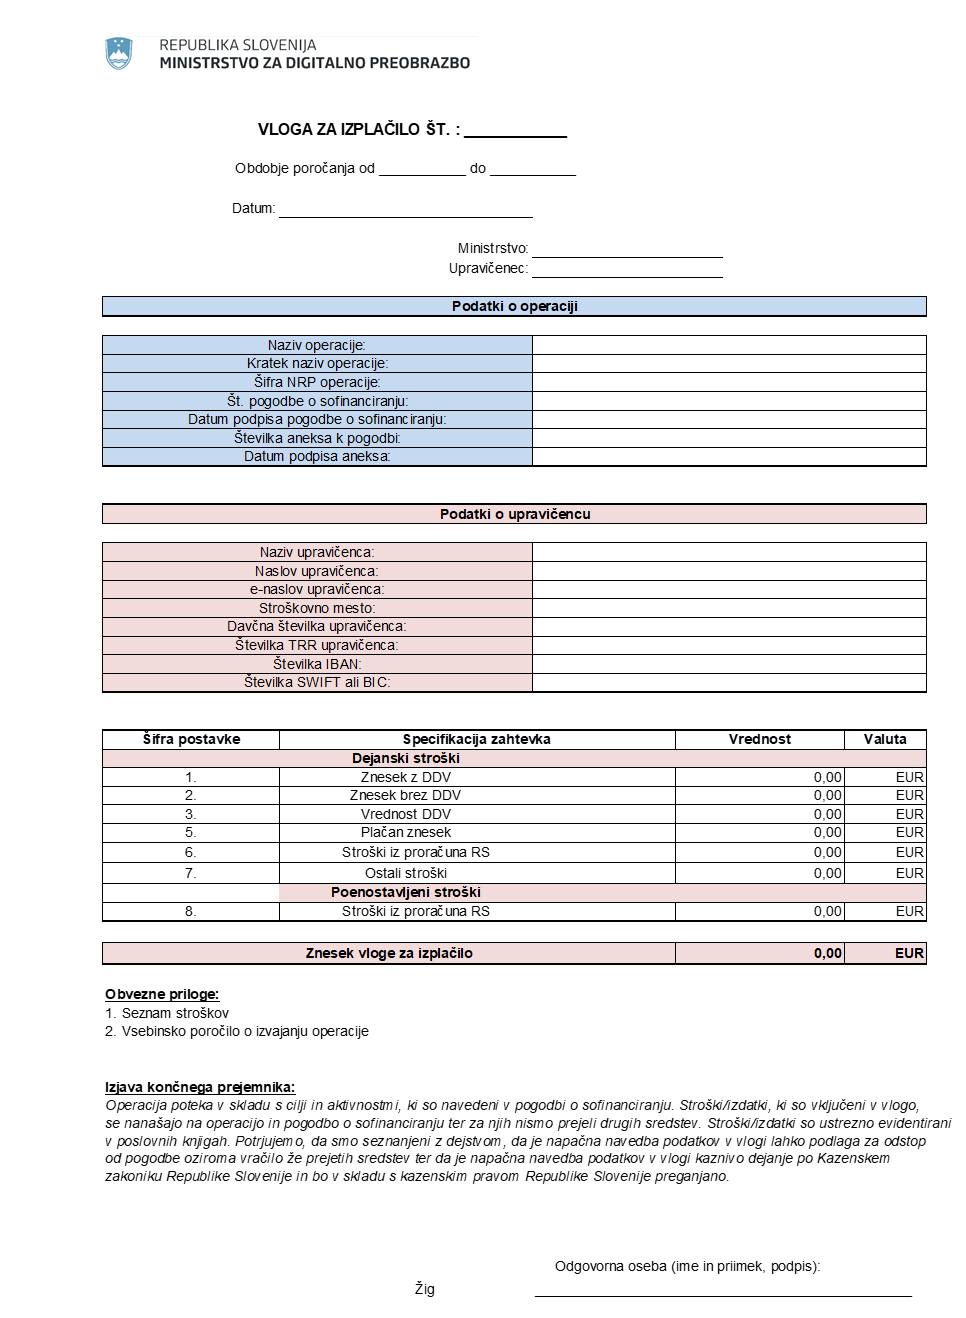 REPUBLIKA SLOVENIJA
MINISTRSTVO ZA DIGITALNO PREOBRAZBO
VLOGA ZA IZPLAČILO ŠT. : ____________
Obdobje poročanja od ___________ do ___________
Datum:
Ministrstvo:
Upravičenec:
Podatki o operaciji
Naziv operacije:
Kratek naziv operacije:
Šifra NRP operacije:
Št. pogodbe o sofinanciranju:
Datum podpisa pogodbe o sofinanciranju:
Številka aneksa k pogodbi:
Datum podpisa aneksa:
Podatki o upravičencu
Naziv upravičenca:
Naslov upravičenca:
e-naslov upravičenca:
Stroškovno mesto:
Davčna številka upravičenca:
Številka TRR upravičenca:
Številka IBAN:
Številka SWIFT ali BIC:
Šifra postavke Specifikacija zahtevka Vrednost Valuta
Dejanski stroški
1. Znesek z DDV 0,00 EUR
2. Znesek brez DDV 0,00 EUR
3. Vrednost DDV 0,00 EUR
5. Plačan znesek 0,00 EUR
6. Stroški iz proračuna RS 0,00 EUR
7. Ostali stroški 0,00 EUR
Poenostavljeni stroški
8. Stroški iz proračuna RS 0,00 EUR
Znesek vloge za izplačilo 0,00 EUR
Obvezne priloge:
1. Seznam stroškov
2. Vsebinsko poročilo o izvajanju operacije
Izjava končnega prejemnika:
Operacija poteka v skladu s cilji in aktivnostmi, ki so navedeni v pogodbi o sofinanciranju. Stroški/izdatki, ki so vključeni v vlogo,
se nanašajo na operacijo in pogodbo o sofinanciranju ter za njih nismo prejeli drugih sredstev. Stroški/izdatki so ustrezno evidentirani
v poslovnih knjigah. Potrjujemo, da smo seznanjeni z dejstvom, da je napačna navedba podatkov v vlogi lahko podlaga za odstop
od pogodbe oziroma vračilo že prejetih sredstev ter da je napačna navedba podatkov v vlogi kaznivo dejanje po Kazenskem
zakoniku Republike Slovenije in bo v skladu s kazenskim pravom Republike Slovenije preganjano.
Odgovorna oseba (ime in priimek, podpis):
Žig